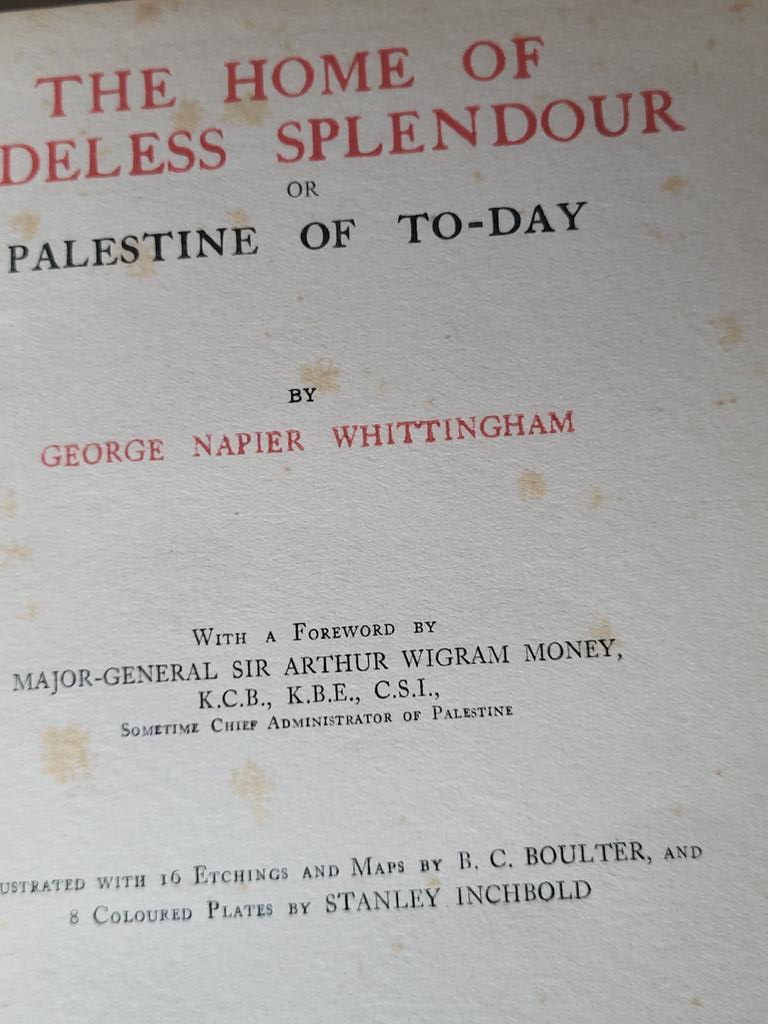 THE HOME OF
DELESS SPLENDOUR
OR
PALESTINE OF TO-DAY
BY
GEORGE NAPIER WHITTINGHAM
WITH A FOREWORD BY
MAJOR-GENERAL SIR ARTHUR WIGRAM MONEY,
K.C.B., K.B.E., C.S.I.,
SOMETIME CHIEF ADMINISTRATOR OF PALESTINE
USTRATED WITH 16 ETCHINGS AND MAPS BY B. C. BOULTER, AND
8 COLOURED PLATES BY STANLEY INCHBOLD